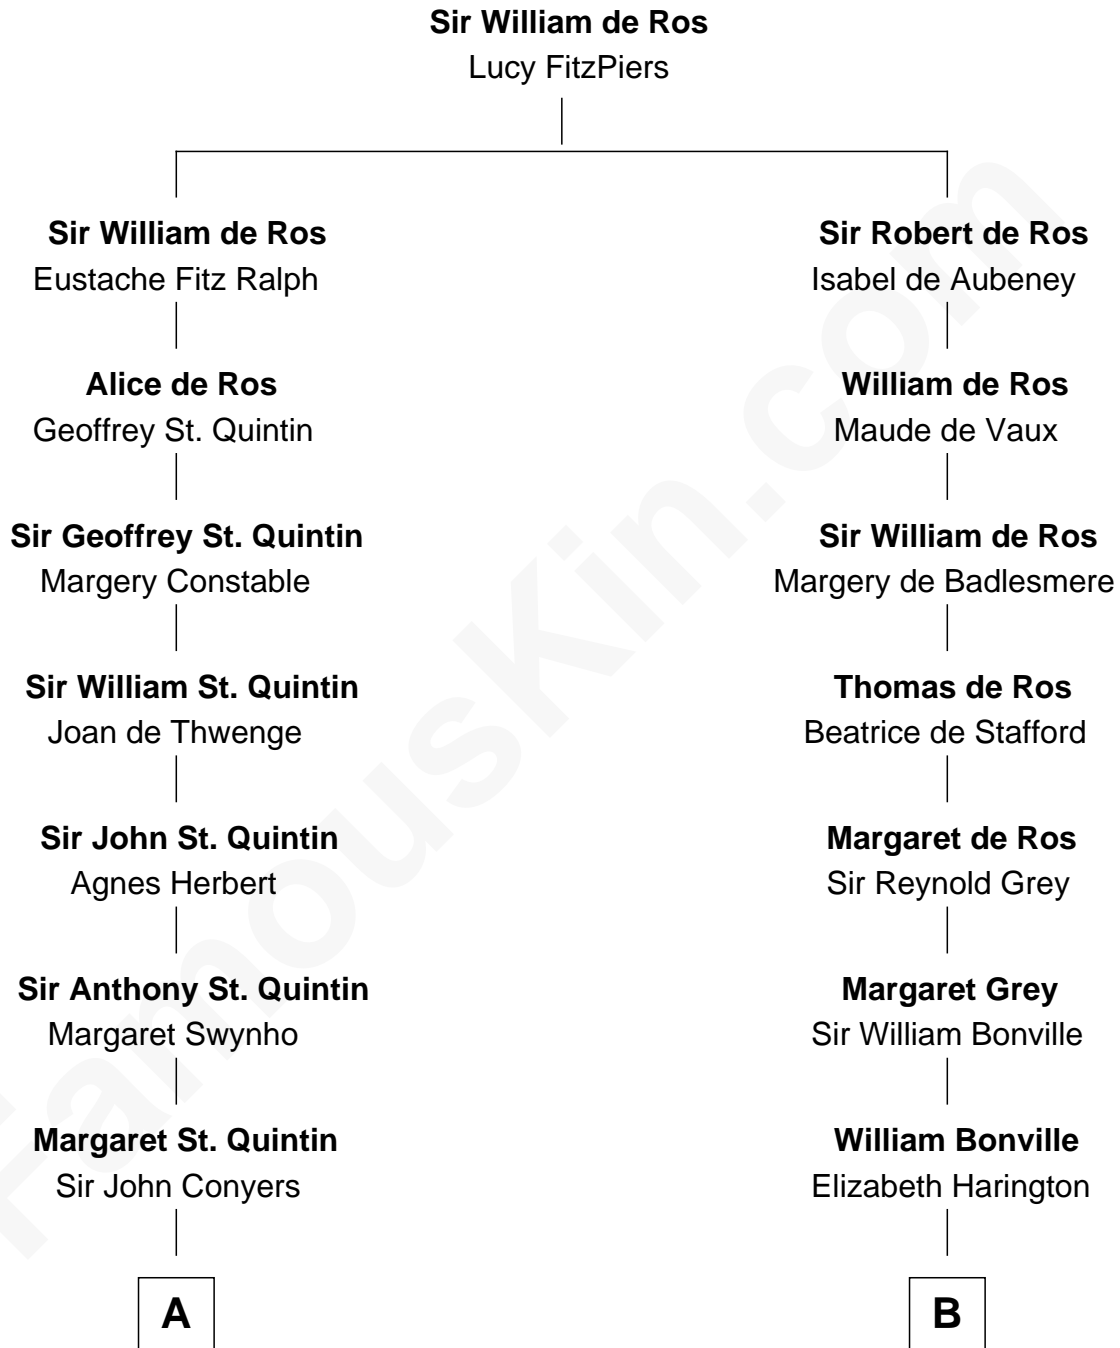 Sir William de Ros
Lucy FitzPiers
Sir William de Ros
Eustache Fitz Ralph
Sir Robert de Ros
Isabel de Aubeney
Alice de Ros
Geoffrey St. Quintin
William de Ros
Maude de Vaux
Sir Geoffrey St. Quintin
Margery Constable
Sir William de Ros
Margery de Badlesmere
Sir William St. Quintin
Joan de Thwenge
Thomas de Ros
Beatrice de Stafford
Sir John St. Quintin
Agnes Herbert
Margaret de Ros
Sir Reynold Grey
Sir Anthony St. Quintin
Margaret Swynho
Margaret Grey
Sir William Bonville
Margaret St. Quintin
Sir John Conyers
William Bonville
Elizabeth Harington
A
B
FamousKin.com